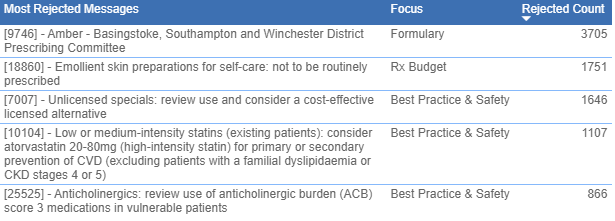 Most Rejected Messages Focus Rejected Count
[9746] - Amber - Basingstoke, Southampton and Winchester District Formulary 3705
Prescribing Committee
[18860] - Emollient skin preparations for self-care: not to be routinely Rx Budget 1751
prescribed
[7007] - Unlicensed specials: review use and consider a cost-effective Best Practice & Safety 1646
licensed alternative
[10104] - Low or medium-intensity statins (existing patients): consider Best Practice & Safety 1107
atorvastatin 20-80mg (high-intensity statin) for primary or secondary
prevention of CVD (excluding patients with a familial dyslipidaemia or
CKD stages 4 or 5)
[25525] - Anticholinergics: review use of anticholinergic burden (ACB) Best Practice & Safety 866
score 3 medications in vulnerable patients